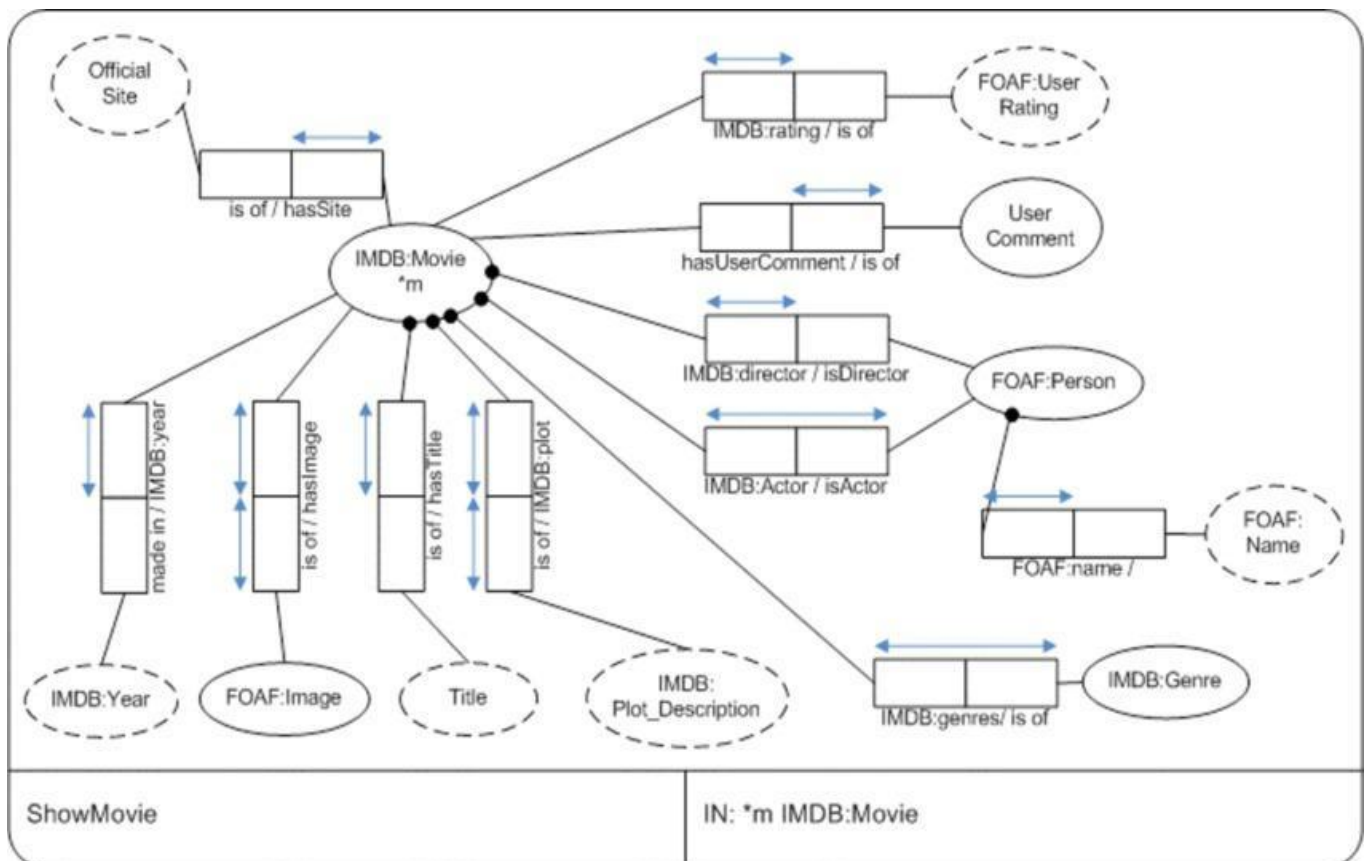 Official
Site
is of / hasSite
IMDB:Movie
*m
IMDB:rating / is of
FOAF:User
Rating
hasUserComment / is of
User
Comment
IMDB:director / isDirector
FOAF:Person
IMDB:Actor / isActor
FOAF:name /
FOAF:
Name
made in / IMDB:year
is of / hasImage
is of / hasTitle
is of / IMDB:plot
IMDB:Year
FOAF:Image
Title
IMDB:
Plot_Description
IMDB:genres/ is of
IMDB:Genre
ShowMovie
IN: *m IMDB:Movie